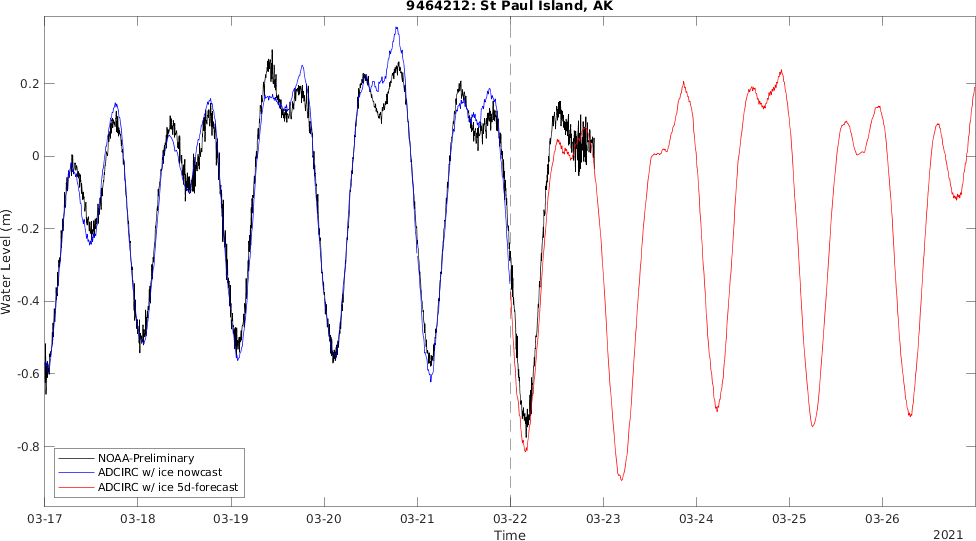 9464212: St Paul Island, AK
Water Level (m)
0.2
0
-0.2
-0.4
-0.6
-0.8
NOAA-Preliminary
ADCIRC w/ ice nowcast
ADCIRC w/ ice 5d-forecast
03-17 03-18 03-19 03-20 03-21 03-22 03-23 03-24 03-25 03-26
Time
2021